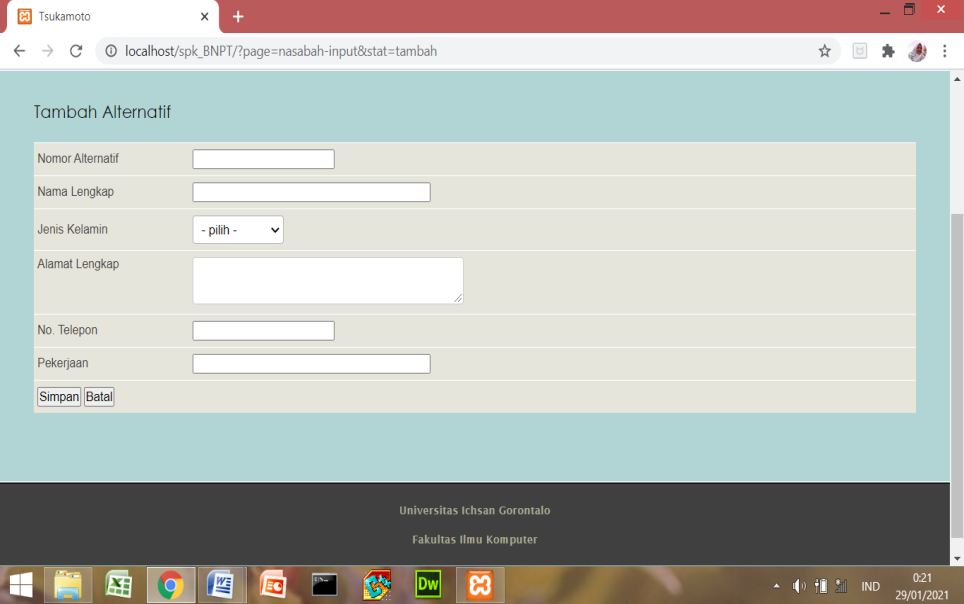 Tsukamoto
localhost/spk_BNPT/?page=nasabah-input&stat=tambah
Tambah Alternatif
Nomor Alternatif
Nama Lengkap
Jenis Kelamin
- pilih -
Alamat Lengkap
No. Telepon
Pekerjaan
Simpan Batal
Universitas Ichsan Gorontalo
Fakultas Ilmu Komputer
Dw
IND
0:21
29/01/2021